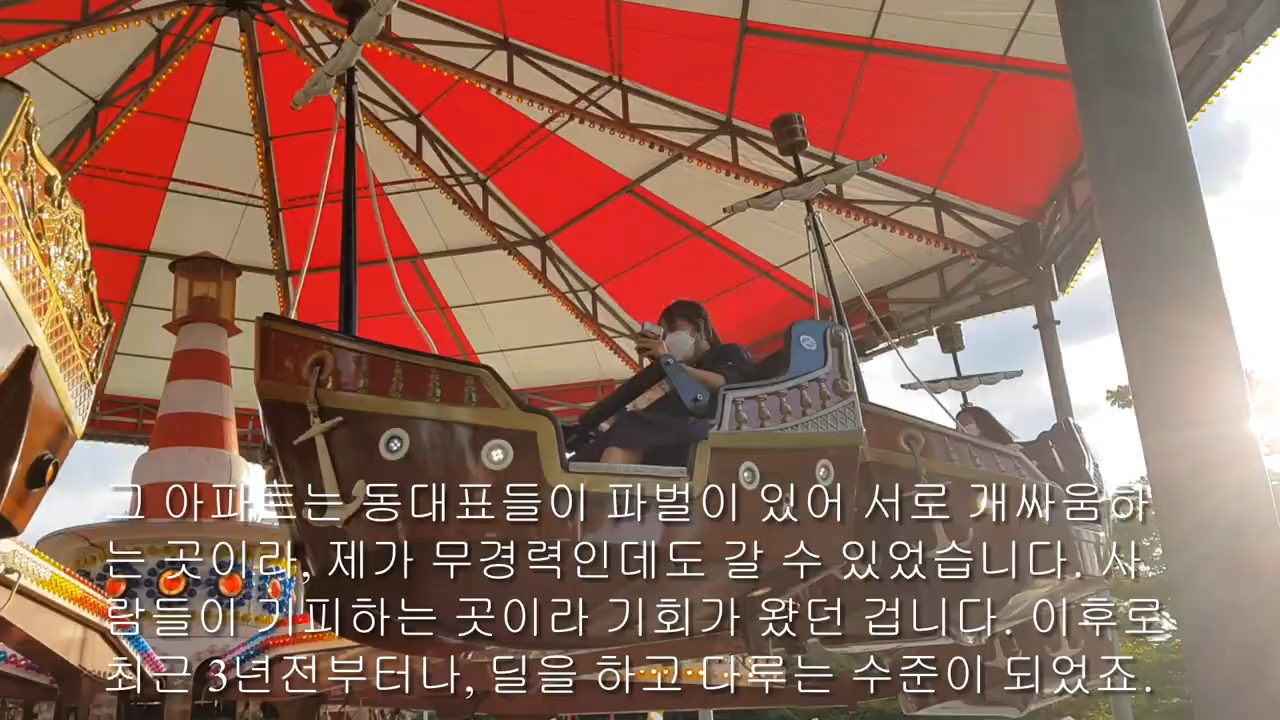 그 아파트는 동대표들이 파벌이 있어 서로 개싸움하
는 곳이라, 제가 무경력인데도 갈 수 있었습니다. 사
람들이 기피하는 곳이라 기회가 왔던 겁니다. 이후로
최근 3년전부터나, 딜을 하고 다루는 수준이 되었죠.